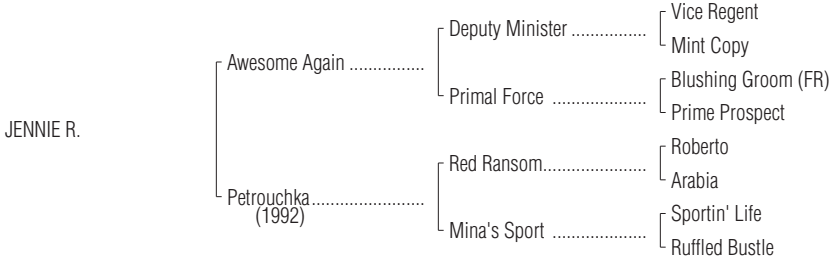 JENNIE R.
Awesome Again ................
Petrouchka........................
(1992)
Deputy Minister ................
Primal Force ....................
Red Ransom......................
Mina's Sport ....................
Vice Regent
Mint Copy
Blushing Groom (FR)
Prime Prospect
Roberto
Arabia
Sportin' Life
Ruffled Bustle